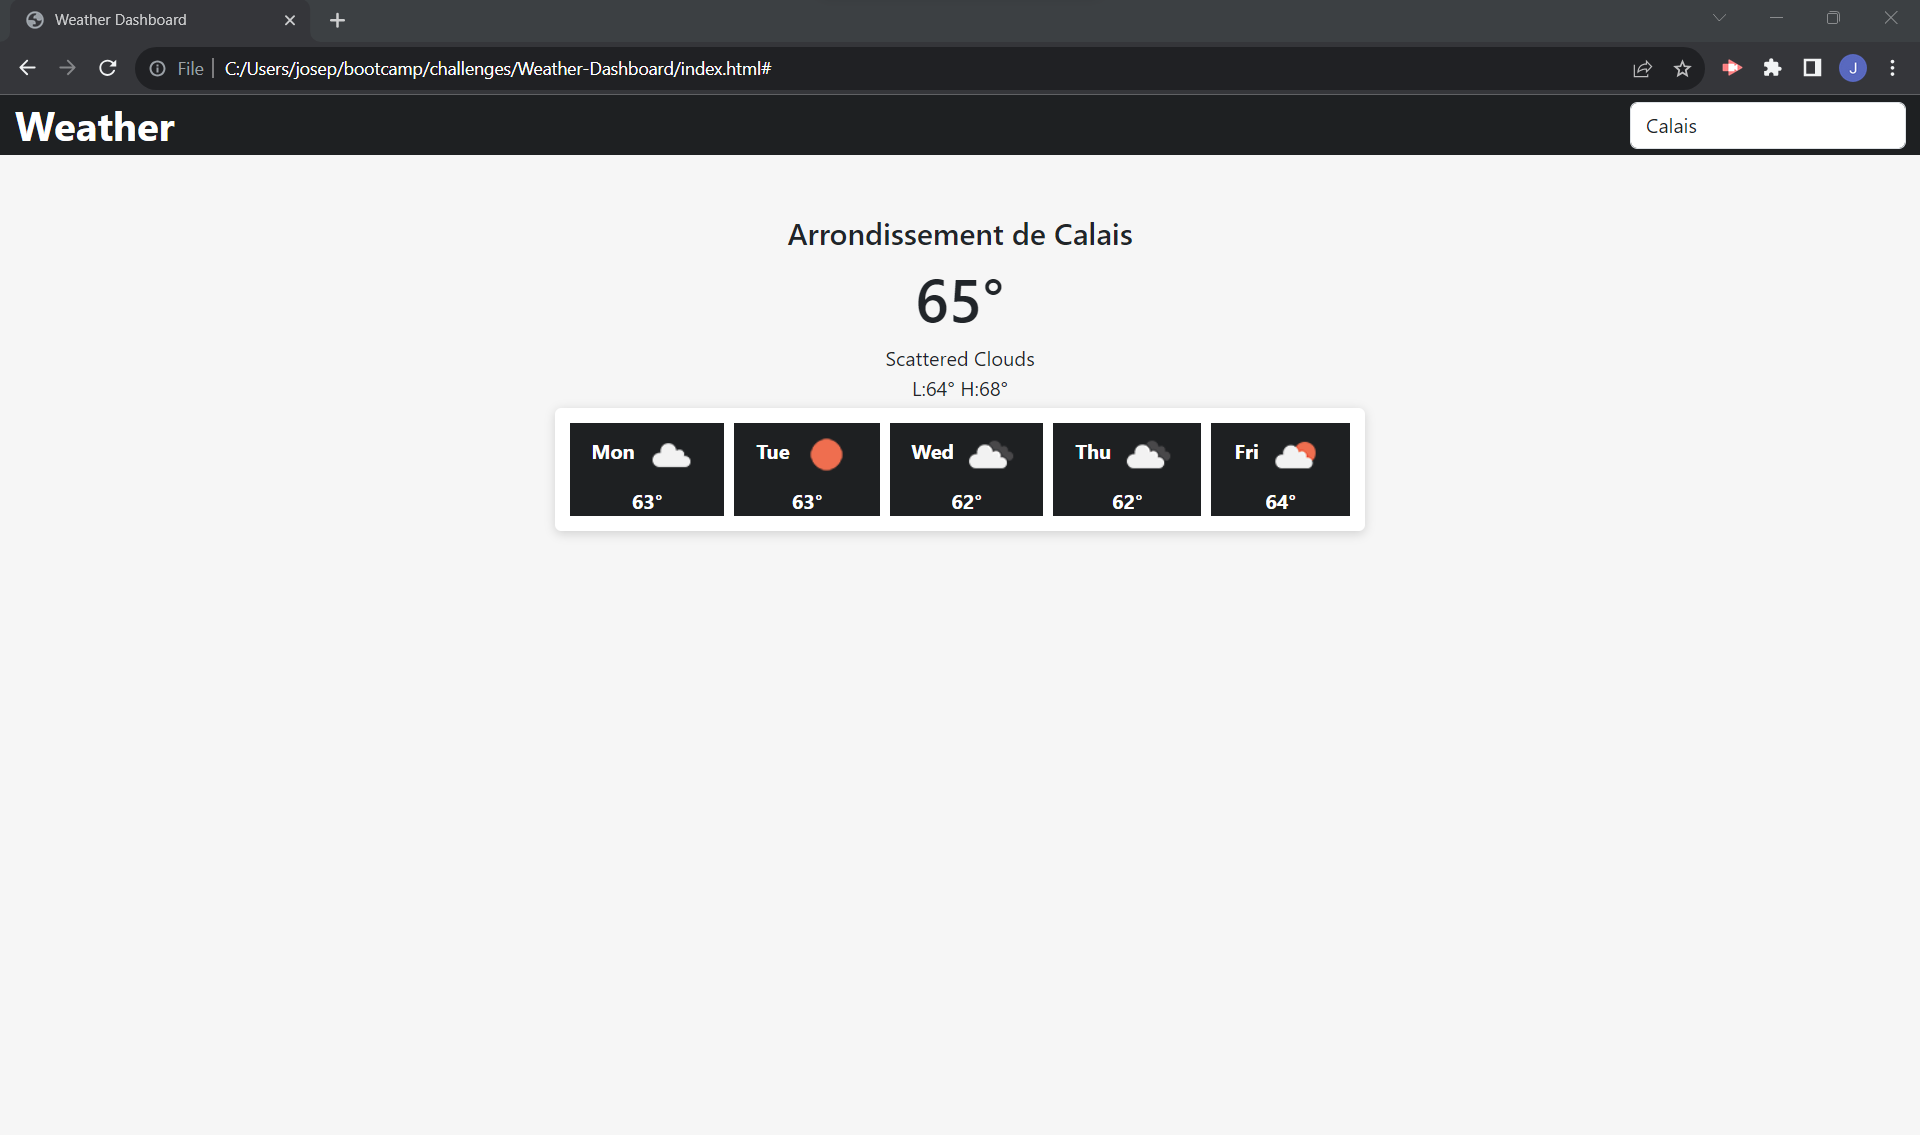 Weather Dashboard
File | C:/Users/josep/bootcamp/challenges/Weather-Dashboard/index.html#
J
Weather
Calais
Arrondissement de Calais
65°
Scattered Clouds
L:64° H:68°
Mon Tue Wed Thu Fri
63° 63° 62° 62° 64°